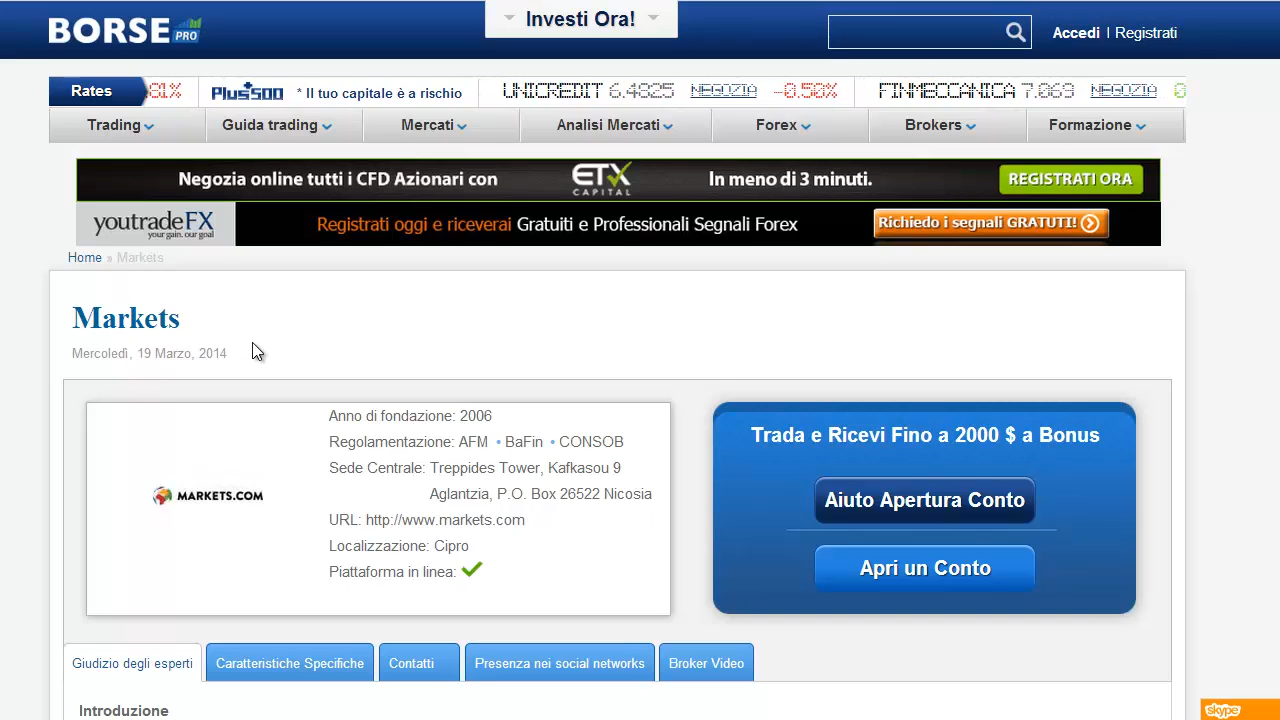 Investi Ora!
BORSE PRO
Accedi | Registrati
Rates
81%
Plus500 * Il tuo capitale è a rischio
UNICREDIT 6.4825 NEGOZIA -0.50%
FINMECCANICA 7.069 NEGOZIA 0
Trading Guida trading Mercati Analisi Mercati Forex Brokers Formazione
Negozia online tutti i CFD Azionari con ETX CAPITAL In meno di 3 minuti. REGISTRATI ORA
youtradeFX
your gain. our goal
Registrati oggi e riceverai Gratuiti e Professionali Segnali Forex Richiedo i segnali GRATUITI!
Home » Markets
Markets
Mercoledì, 19 Marzo, 2014
MARKETS.COM
Anno di fondazione: 2006
Regolamentazione: AFM • BaFin • CONSOB
Sede Centrale: Treppides Tower, Kafkasou 9
Aglantzia, P.O. Box 26522 Nicosia
URL: http://www.markets.com
Localizzazione: Cipro
Piattaforma in linea:
Trada e Ricevi Fino a 2000 $ a Bonus
Aiuto Apertura Conto
Apri un Conto
Giudizio degli esperti Caratteristiche Specifiche Contatti Presenza nei social networks Broker Video
Introduzione
skype